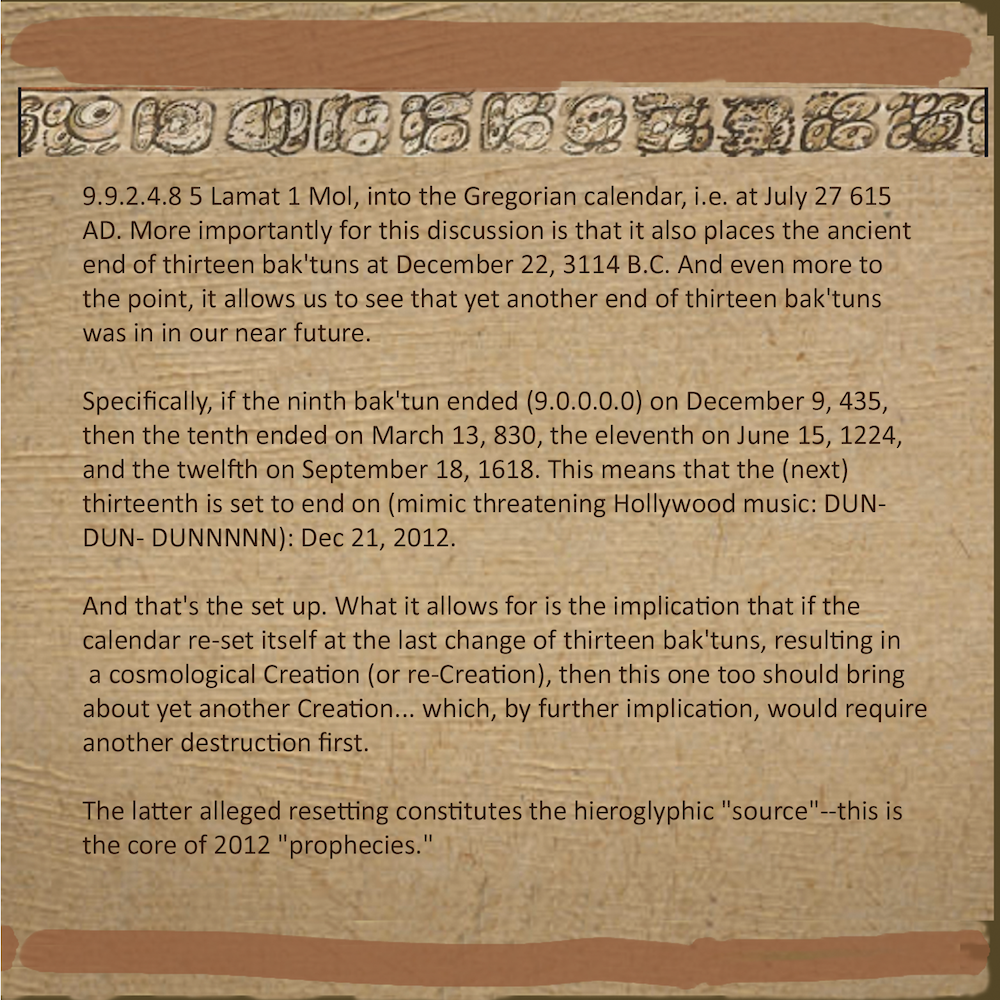 9.9.2.4.8 5 Lamat 1 Mol, into the Gregorian calendar, i.e. at July 27 615
AD. More importantly for this discussion is that it also places the ancient
end of thirteen bak'tuns at December 22, 3114 B.C. And even more to
the point, it allows us to see that yet another end of thirteen bak'tuns
was in in our near future.
Specifically, if the ninth bak'tun ended (9.0.0.0.0) on December 9, 435,
then the tenth ended on March 13, 830, the eleventh on June 15, 1224,
and the twelfth on September 18, 1618. This means that the (next)
thirteenth is set to end on (mimic threatening Hollywood music: DUN-
DUN- DUNNNNN): Dec 21, 2012.
And that's the set up. What it allows for is the implication that if the
calendar re-set itself at the last change of thirteen bak'tuns, resulting in
a cosmological Creation (or re-Creation), then this one too should bring
about yet another Creation... which, by further implication, would require
another destruction first.
The latter alleged resetting constitutes the hieroglyphic "source"--this is
the core of 2012 "prophecies."